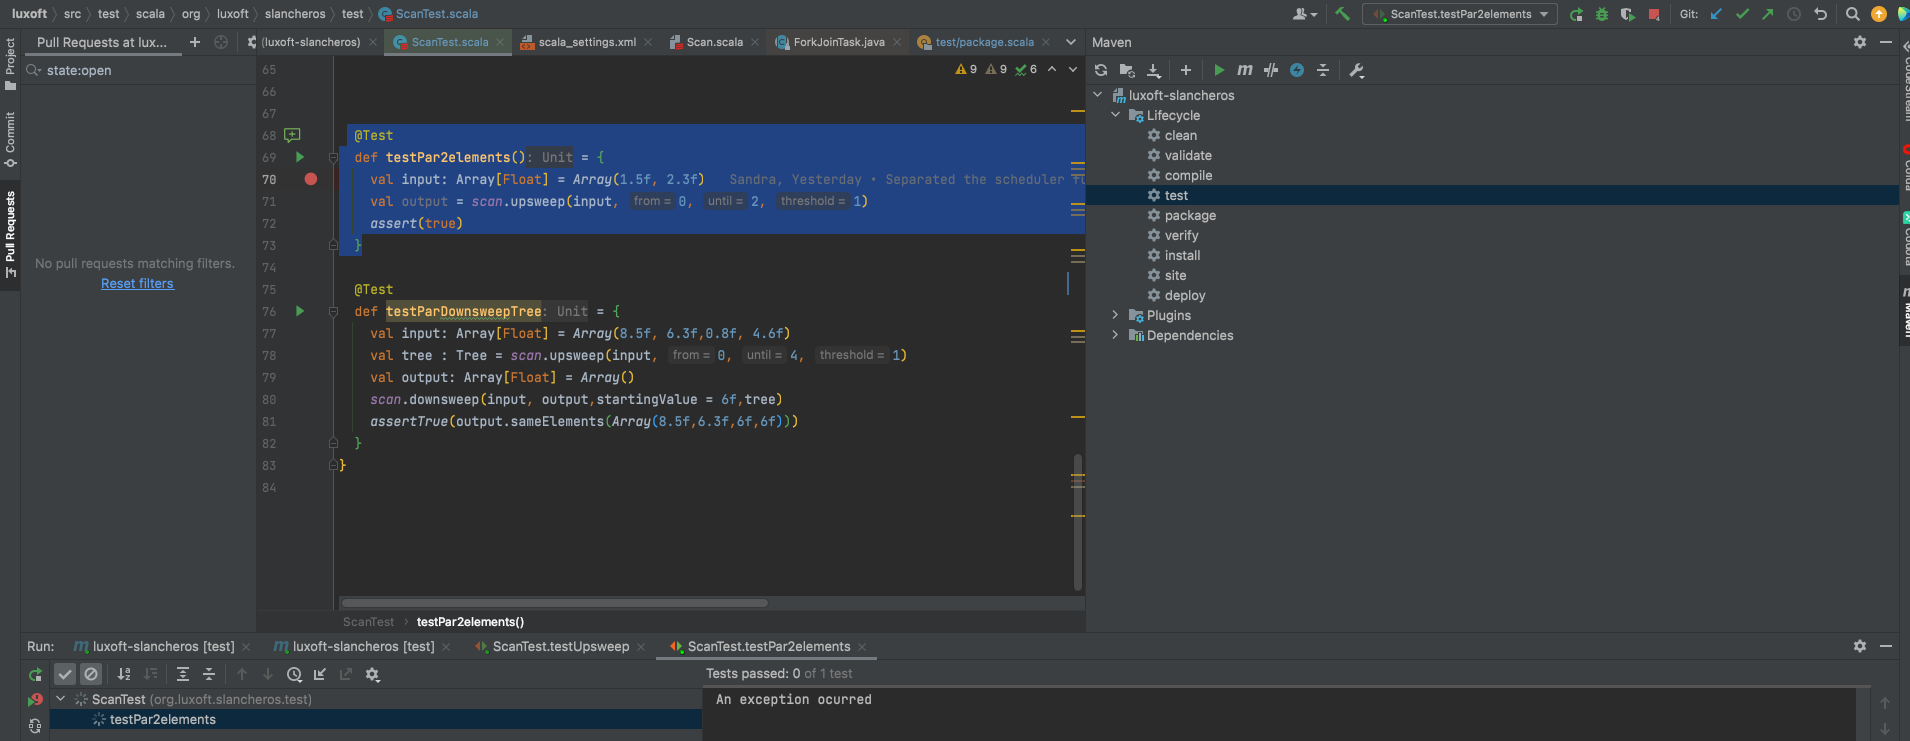 luxoft > src > test > scala > org > luxoft > slancheros > test > ScanTest.scala
ScanTest.testPar2elements
Git:
Pull Requests at lux...
(luxoft-slancheros) ×
ScanTest.scala ×
scala_settings.xml ×
Scan.scala ×
ForkJoinTask.java ×
test/package.scala ×
Maven
Project
Commit
Pull Requests
state:open
No pull requests matching filters.
Reset filters
9 9 6
65
66
67
68 @Test
69 def testPar2elements(): Unit = {
70 val input: Array[Float] = Array(1.5f, 2.3f) Sandra, Yesterday • Separated the scheduler fu
71 val output = scan.upsweep(input, from = 0, until = 2, threshold = 1)
72 assert(true)
73 }
74
75 @Test
76 def testParDownsweepTree: Unit = {
77 val input: Array[Float] = Array(8.5f, 6.3f,0.8f, 4.6f)
78 val tree : Tree = scan.upsweep(input, from = 0, until = 4, threshold = 1)
79 val output: Array[Float] = Array()
80 scan.downsweep(input, output,startingValue = 6f,tree)
81 assertTrue(output.sameElements(Array(8.5f,6.3f,6f,6f)))
82 }
83 }
84
ScanTest > testPar2elements()
luxoft-slancheros
Lifecycle
clean
validate
compile
test
package
verify
install
site
deploy
Plugins
Dependencies
Maven
Run:
luxoft-slancheros [test] ×
luxoft-slancheros [test] ×
ScanTest.testUpsweep ×
ScanTest.testPar2elements ×
Tests passed: 0 of 1 test
ScanTest (org.luxoft.slancheros.test)
testPar2elements
An exception ocurred